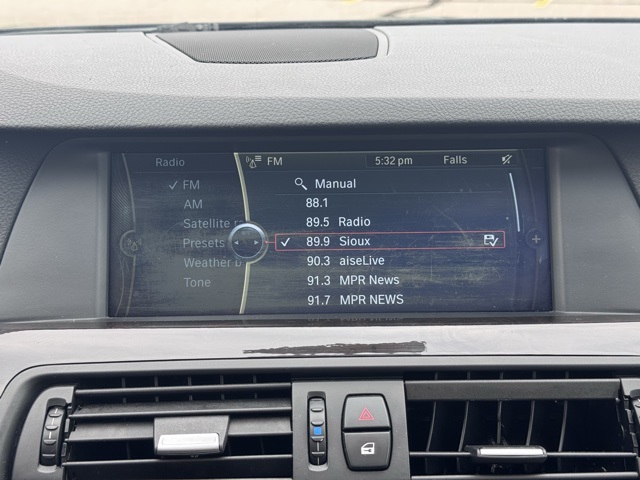 Radio
FM 5:32 pm Falls
FM
AM
Satellite r
Presets
Weather b
Tone
Manual
88.1
89.5 Radio
89.9 Sioux
90.3 aiseLive
91.3 MPR News
91.7 MPR NEWS